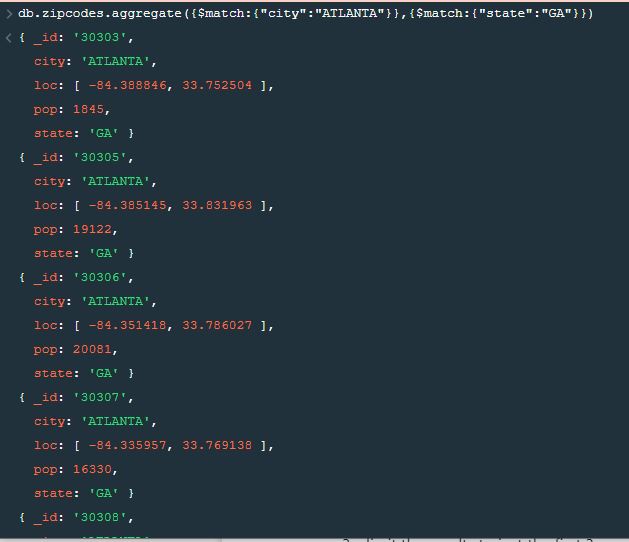 > db.zipcodes.aggregate({$match:{"city":"ATLANTA"}},{$match:{"state":"GA"}})
< { _id: '30303',
city: 'ATLANTA',
loc: [ -84.388846, 33.752504 ],
pop: 1845,
state: 'GA' }
{ _id: '30305',
city: 'ATLANTA',
loc: [ -84.385145, 33.831963 ],
pop: 19122,
state: 'GA' }
{ _id: '30306',
city: 'ATLANTA',
loc: [ -84.351418, 33.786027 ],
pop: 20081,
state: 'GA' }
{ _id: '30307',
city: 'ATLANTA',
loc: [ -84.335957, 33.769138 ],
pop: 16330,
state: 'GA' }
{ _id: '30308',